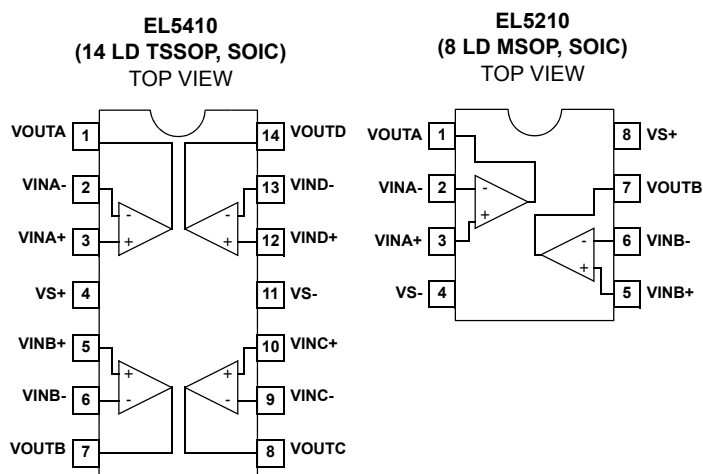 EL5410
(14 LD TSSOP, SOIC)
TOP VIEW
VOUTA 1 14 VOUTD
VINA- 2 - - 13 VIND-
VINA+ 3 + + 12 VIND+
VS+ 4 11 VS-
VINB+ 5 + + 10 VINC+
VINB- 6 - - 9 VINC-
VOUTB 7 8 VOUTC
EL5210
(8 LD MSOP, SOIC)
TOP VIEW
VOUTA 1 8 VS+
VINA- 2 - 7 VOUTB
VINA+ 3 + - 6 VINB-
VS- 4 + 5 VINB+